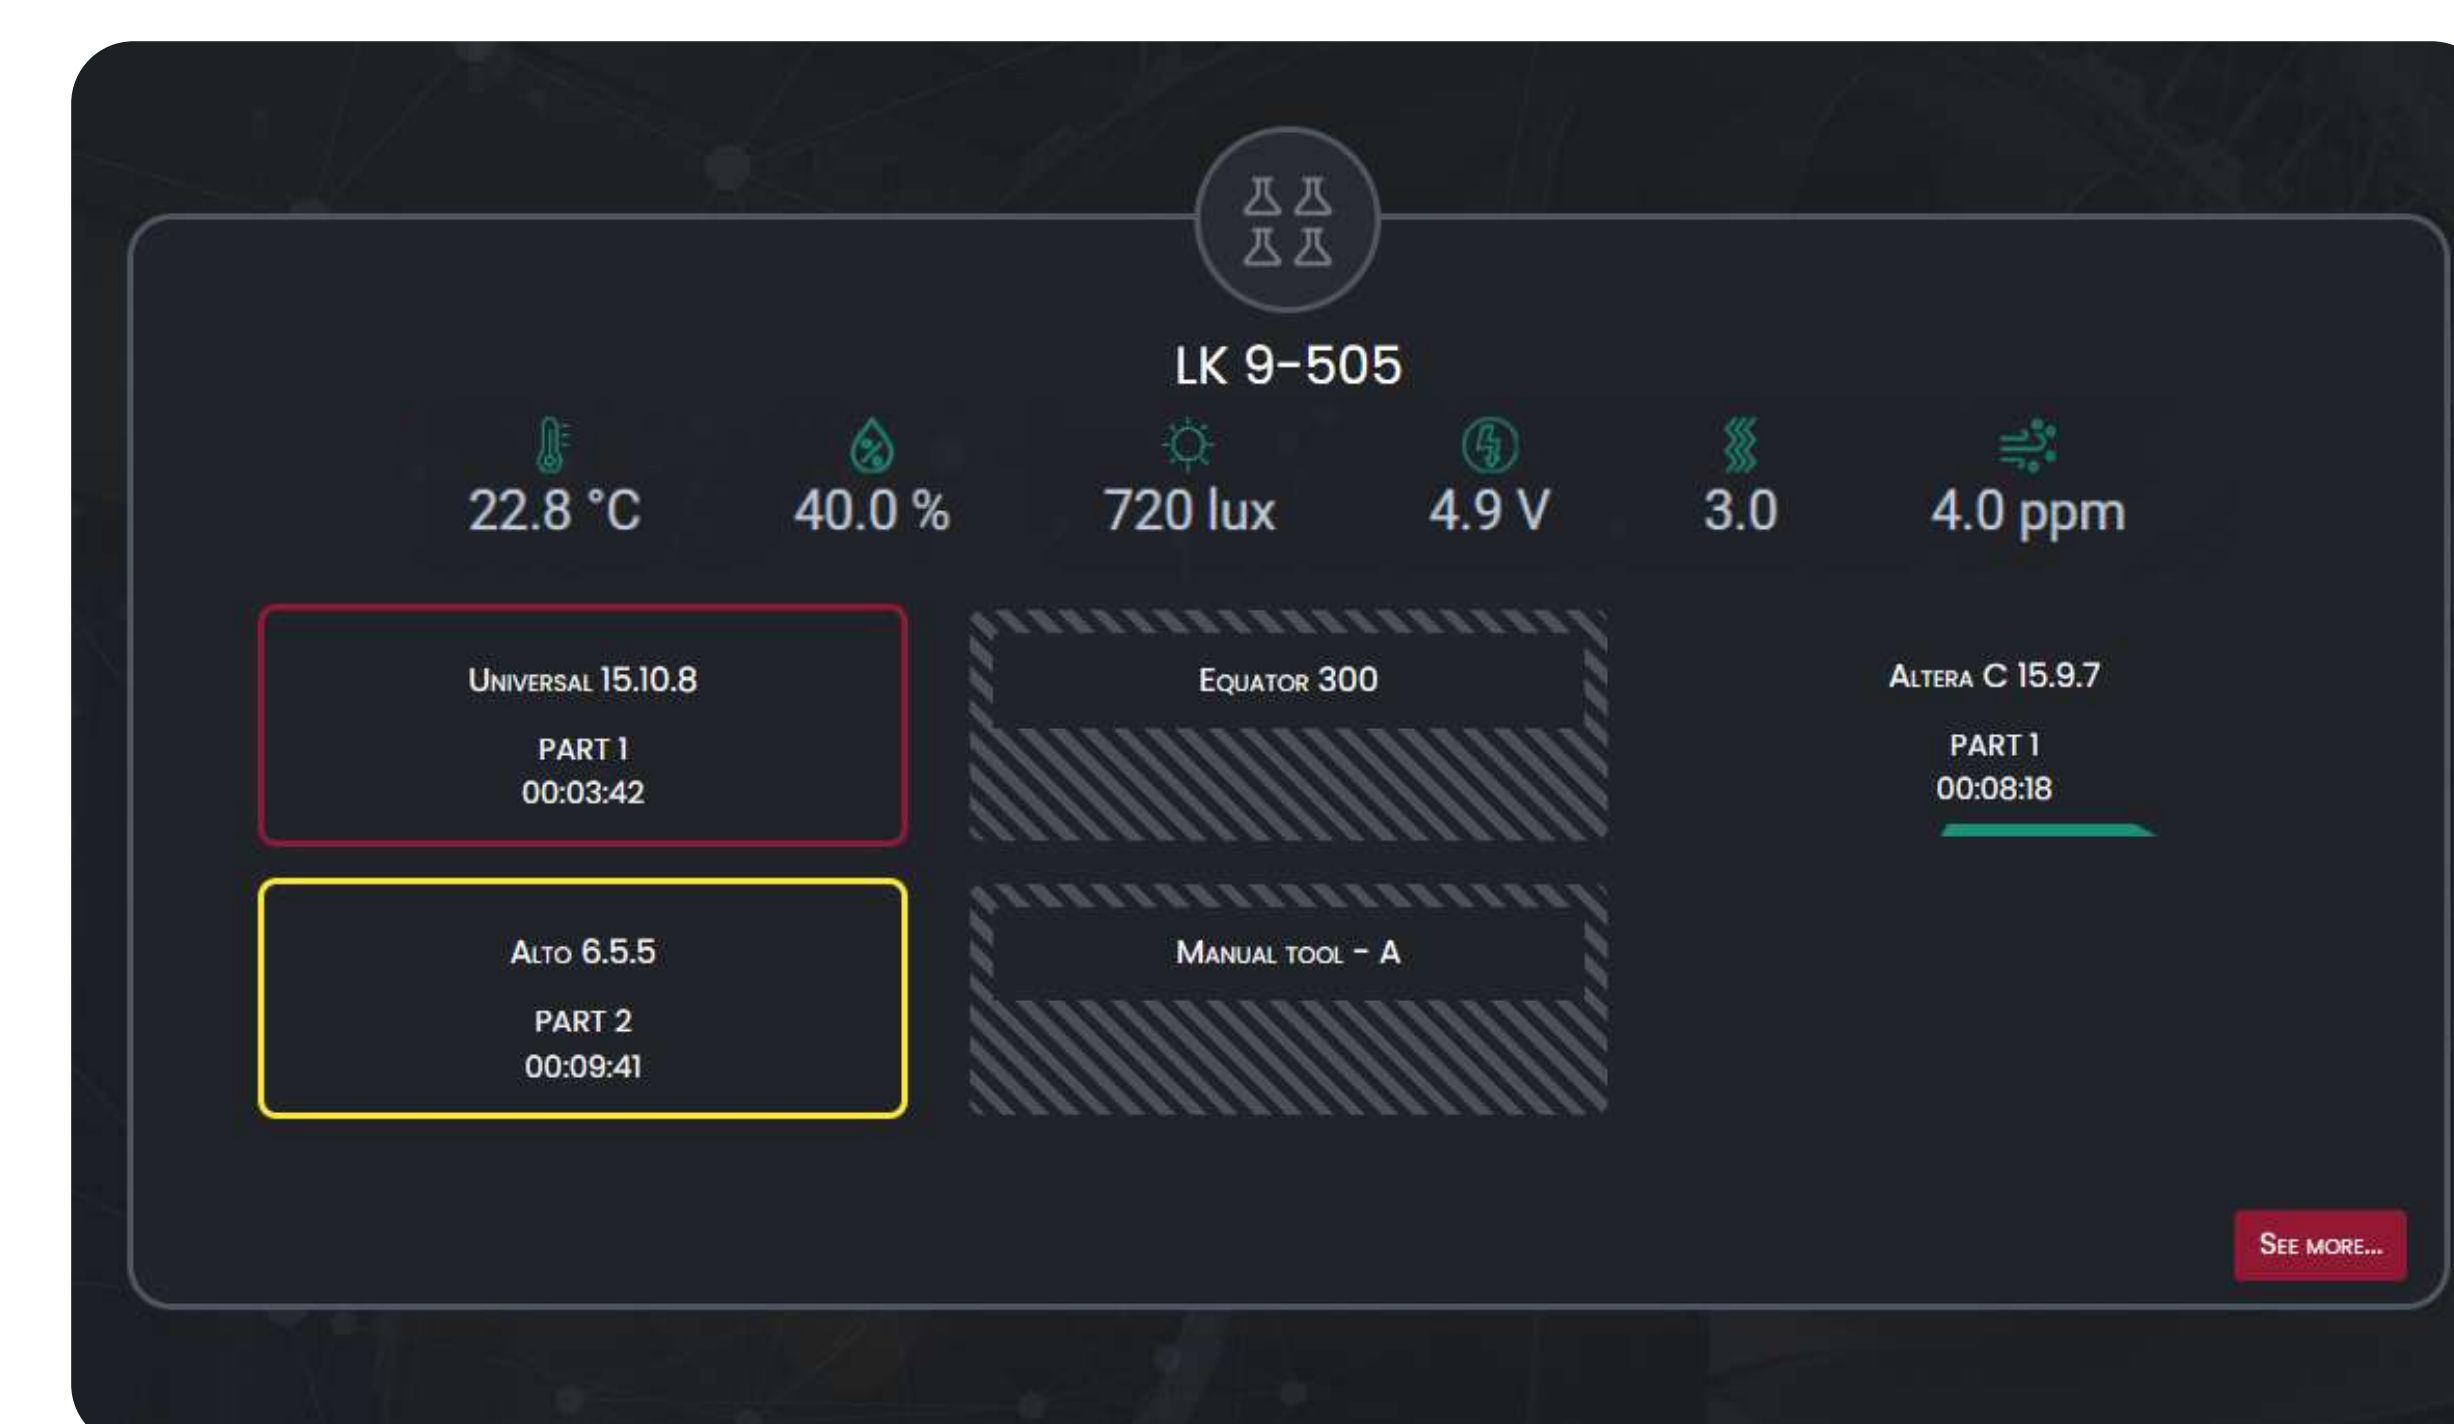 LK 9-505
22.8 °C 40.0 % 720 lux 4.9 V 3.0 4.0 ppm
Universal 15.10.8
PART 1
00:03:42
Equator 300
Altera C 15.9.7
PART 1
00:08:18
Alto 6.5.5
PART 2
00:09:41
Manual tool - A
See more...